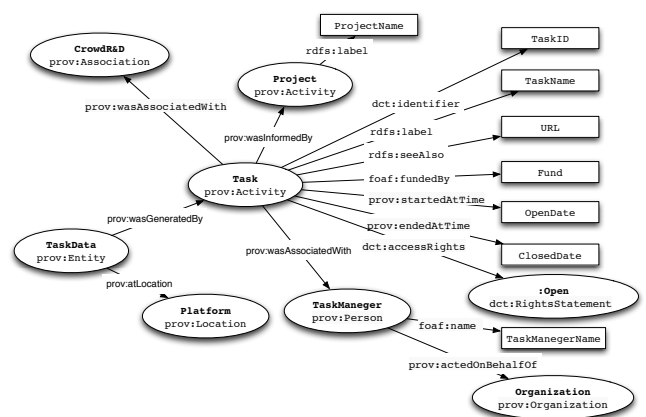 ProjectName
rdfs:label
TaskID
CrowdR&D
prov:Association
Project
prov:Activity
TaskName
dct:identifier
prov:wasAssociatedWith
rdfs:label
URL
prov:wasInformedBy
rdfs:seeAlso
Task
prov:Activity
foaf:fundedBy
Fund
prov:startedAtTime
prov:wasGeneratedBy
OpenDate
prov:endedAtTime
TaskData
prov:Entity
prov:wasAssociatedWith
dct:accessRights
ClosedDate
prov:atLocation
:Open
dct:RightsStatement
Platform
prov:Location
TaskManeger
prov:Person
foaf:name
TaskManegerName
prov:actedOnBehalfOf
Organization
prov:Organization